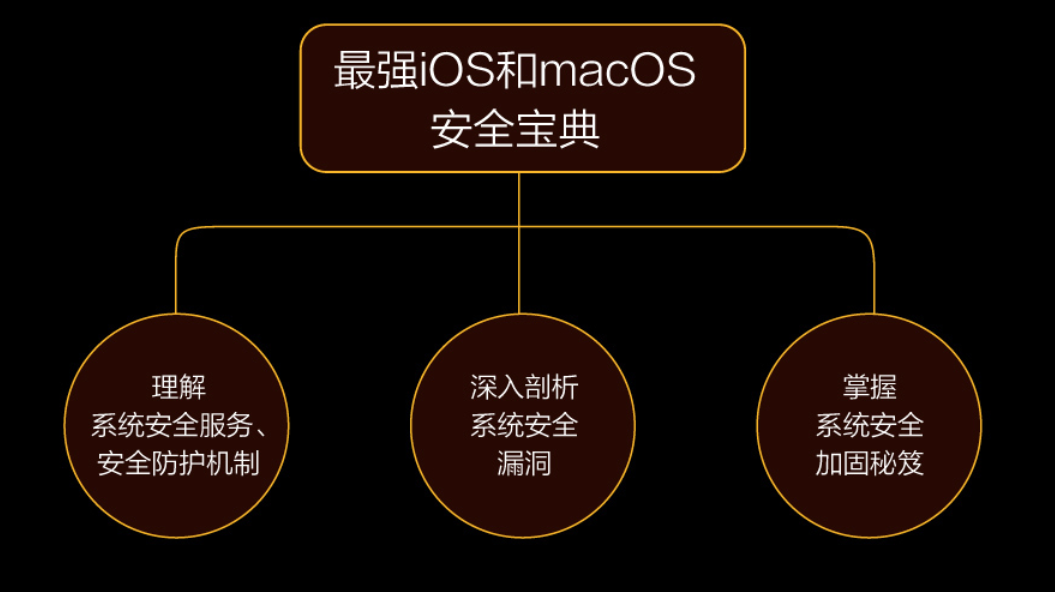 最强iOS和macOS
安全宝典
理解
系统安全服务、
安全防护机制
深入剖析
系统安全
漏洞
掌握
系统安全
加固秘笈